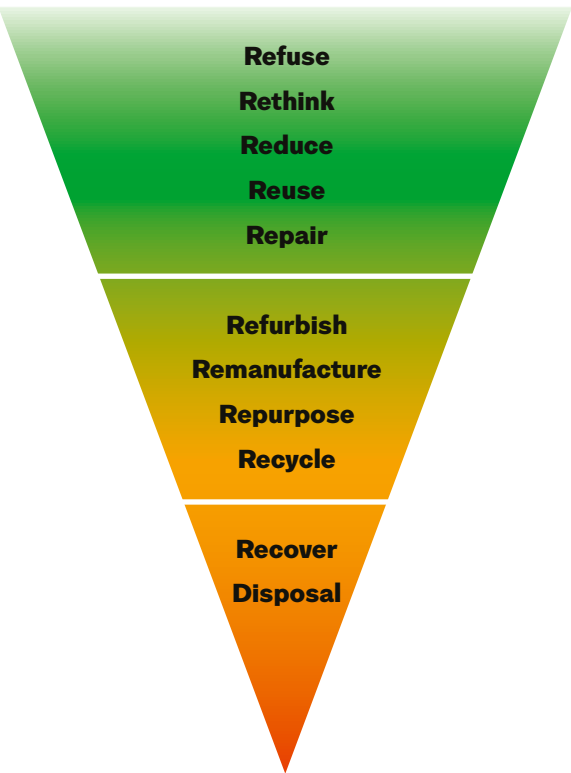 Refuse
Rethink
Reduce
Reuse
Repair
Refurbish
Remanufacture
Repurpose
Recycle
Recover
Disposal